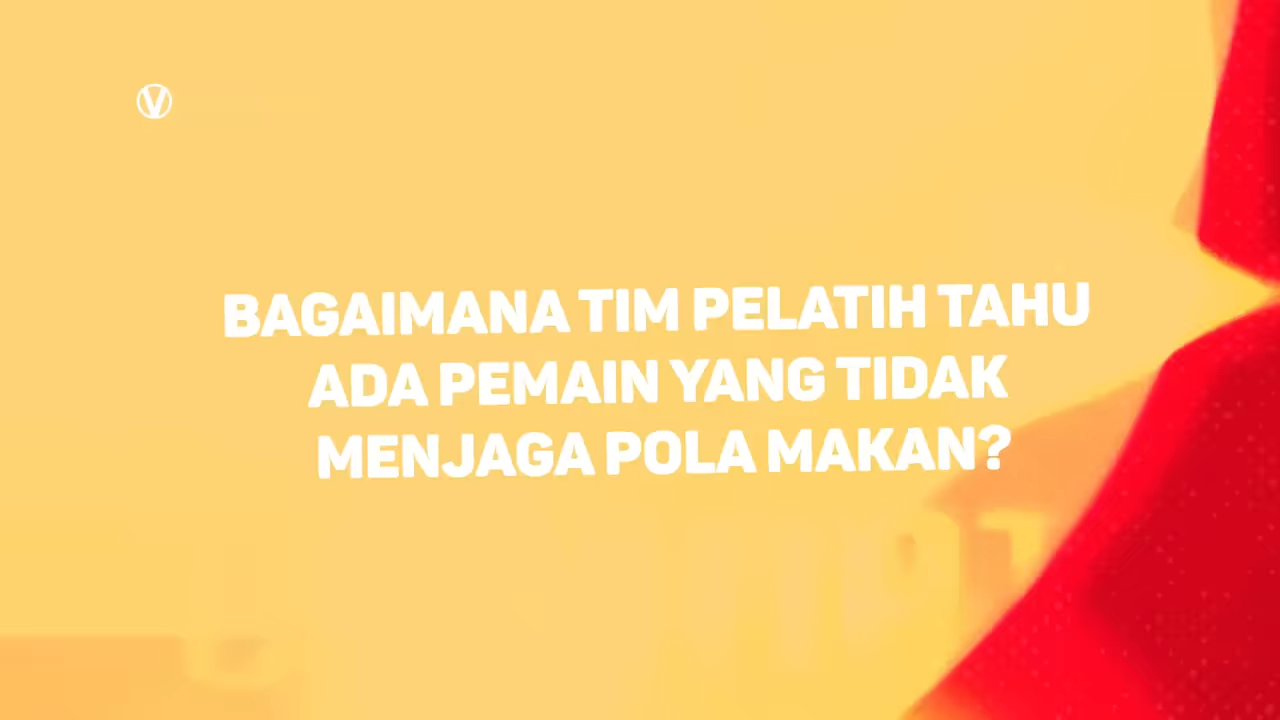 V
BAGAIMANA TIM PELATIH TAHU
ADA PEMAIN YANG TIDAK
MENJAGA POLA MAKAN?